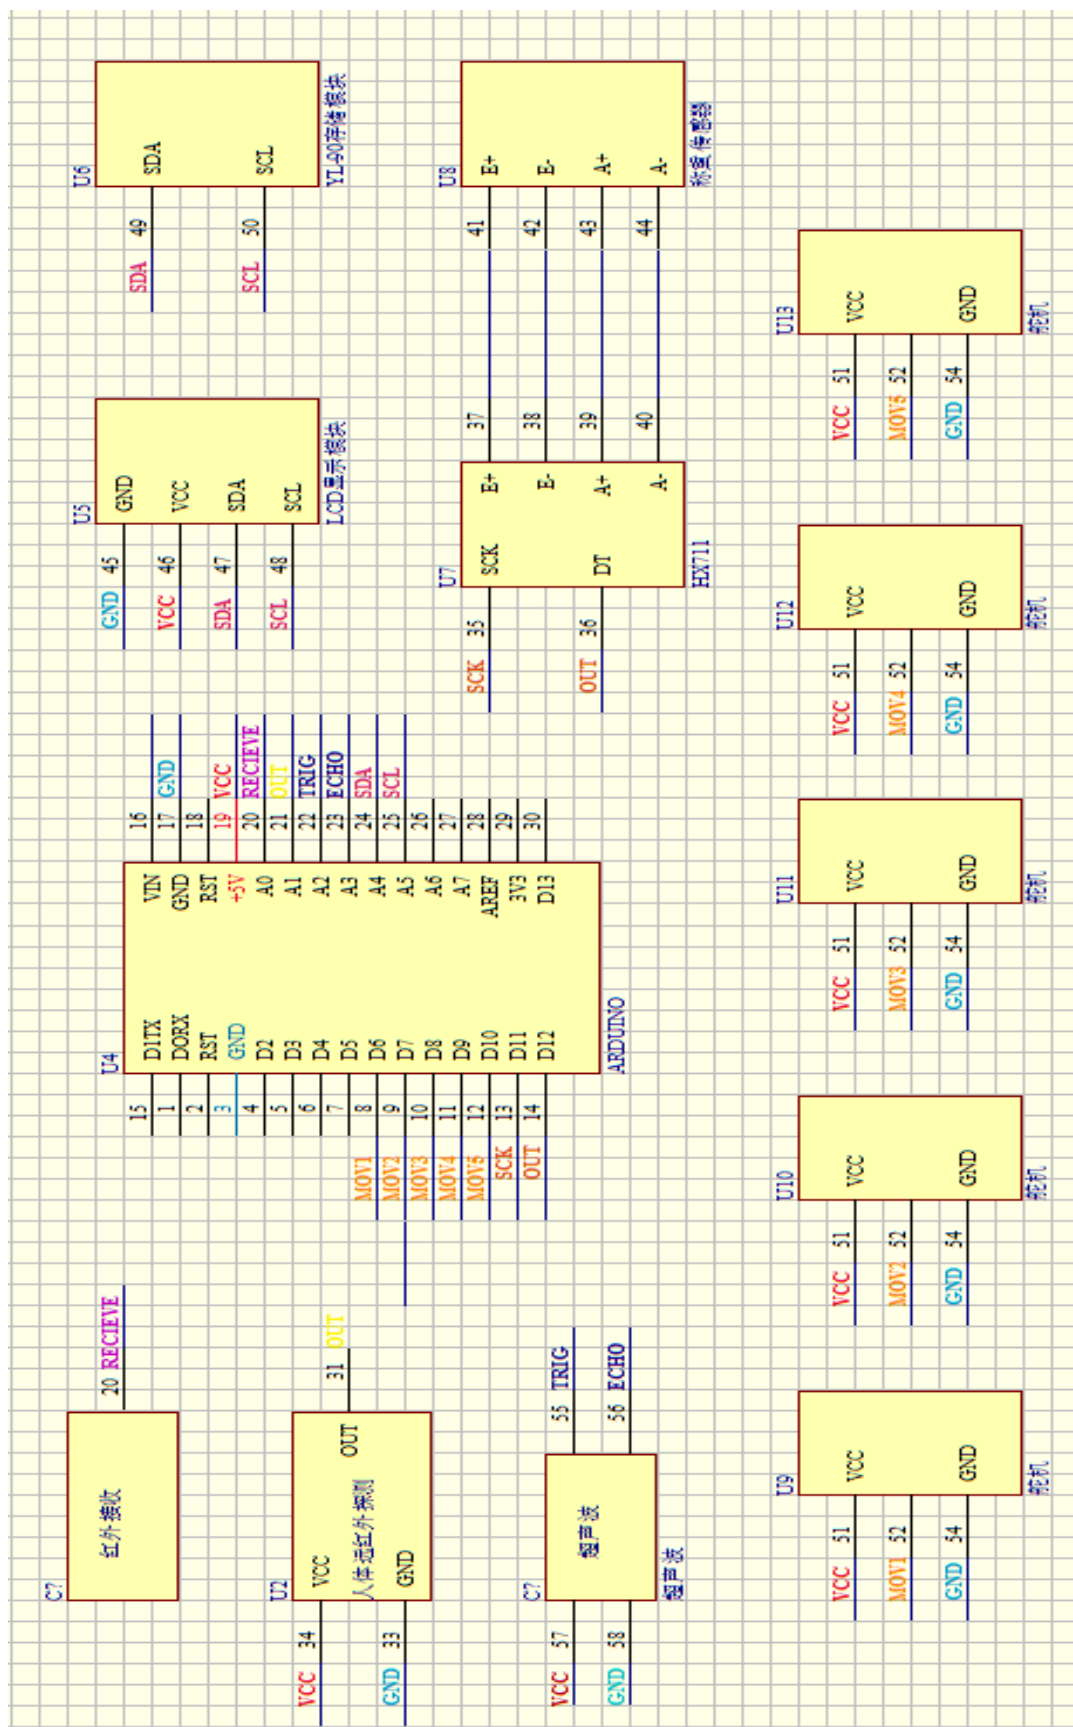 C?
红外接收
20 RECIEVE
U2
VCC 34 VCC
人体远红外探测
GND 33 GND
OUT 31 OUT
C?
超声波
VCC 57
GND 58
55 TRIG
56 ECHO
超声波
U4
15 D1TX
1 DORX
2 RST
3 GND
4 D2
5 D3
6 D4
7 D5
MOV1 8 D6
MOV2 9 D7
MOV3 10 D8
MOV4 11 D9
MOV5 12 D10
SCK 13 D11
OUT 14 D12
VIN 16
GND 17 GND
RST 18
+5V 19 VCC
A0 20 RECIEVE
A1 21 OUT
A2 22 TRIG
A3 23 ECHO
A4 24 SDA
A5 25 SCL
A6 26
A7 27
AREF 28
3V3 29
D13 30
ARDUINO
U5
GND 45 GND
VCC 46 VCC
SDA 47 SDA
SCL 48 SCL
LCD显示模块
U6
SDA 49 SDA
SCL 50 SCL
YL-90存储模块
U7
SCK 35 SCK
OUT 36 DT
E+ 37
E- 38
A+ 39
A- 40
HX711
U8
41 E+
42 E-
43 A+
44 A-
称重传感器
U9
VCC 51 VCC
MOV1 52
GND 54 GND
舵机
U10
VCC 51 VCC
MOV2 52
GND 54 GND
舵机
U11
VCC 51 VCC
MOV3 52
GND 54 GND
舵机
U12
VCC 51 VCC
MOV4 52
GND 54 GND
舵机
U13
VCC 51 VCC
MOV5 52
GND 54 GND
舵机